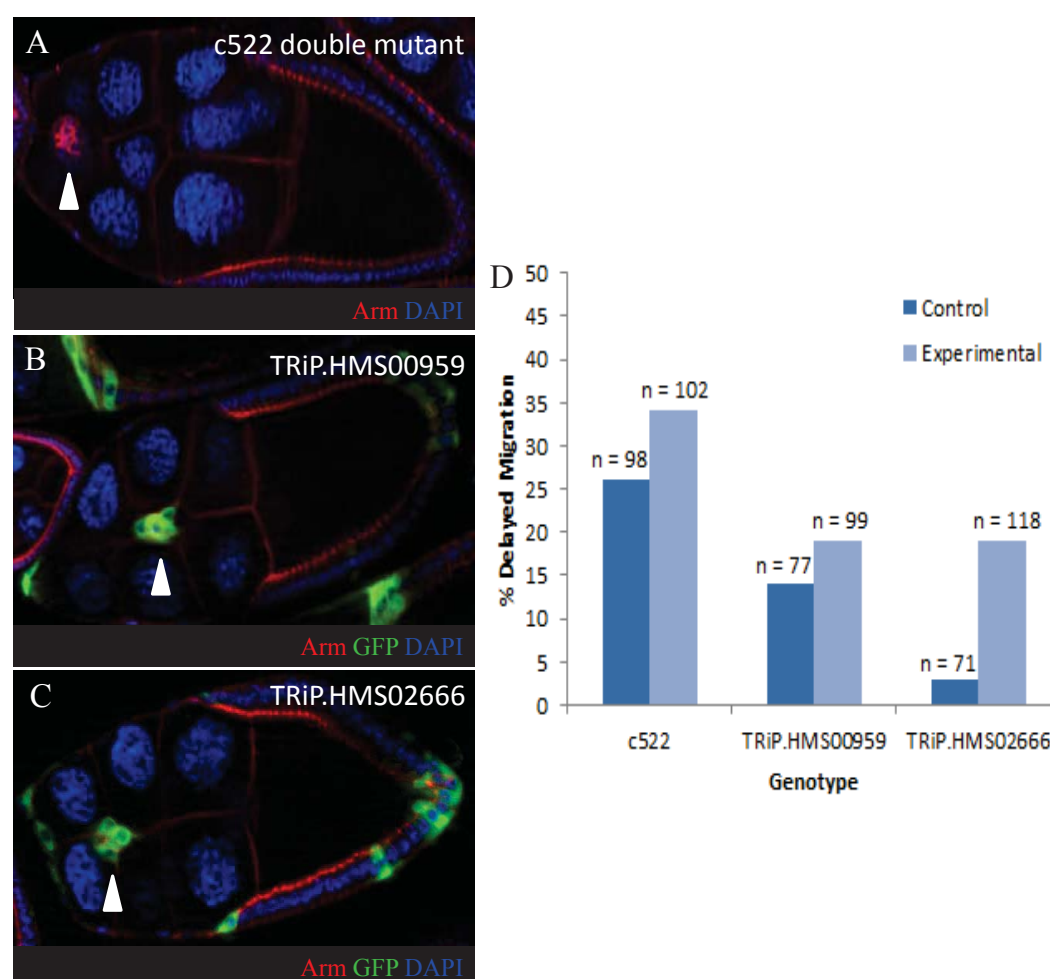 A
c522 double mutant
Arm DAPI
B
TRiP.HMS00959
Arm GFP DAPI
C
TRiP.HMS02666
Arm GFP DAPI
D
% Delayed Migration
50
45
40
35
30
25
20
15
10
5
0
Control
Experimental
n = 98
n = 102
n = 77
n = 99
n = 71
n = 118
c522
TRiP.HMS00959
TRiP.HMS02666
Genotype